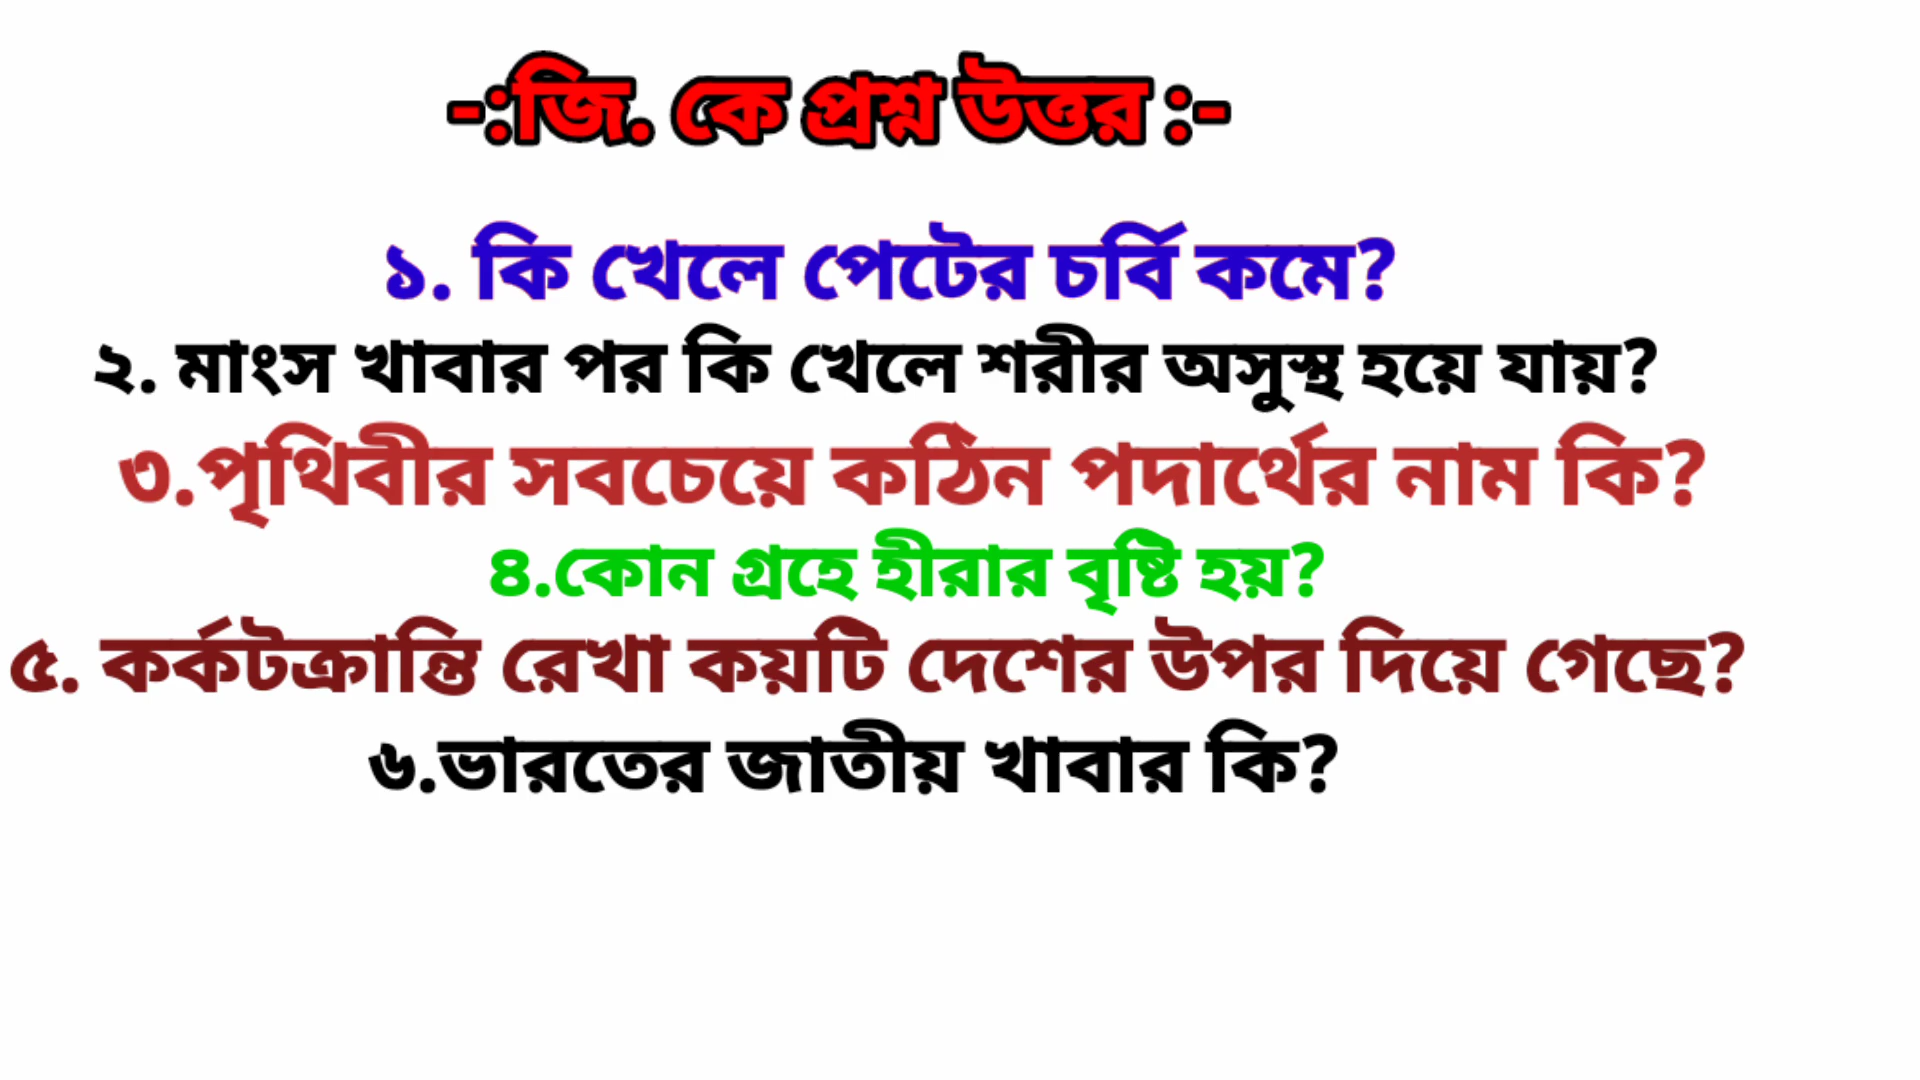 -:জি. কে প্রশ্ন উত্তর :-
১. কি খেলে পেটের চর্বি কমে?
২. মাংস খাবার পর কি খেলে শরীর অসুস্থ হয়ে যায়?
৩.পৃথিবীর সবচেয়ে কঠিন পদার্থের নাম কি?
৪.কোন গ্রহে হীরার বৃষ্টি হয়?
৫. কর্কটক্রান্তি রেখা কয়টি দেশের উপর দিয়ে গেছে?
৬.ভারতের জাতীয় খাবার কি?